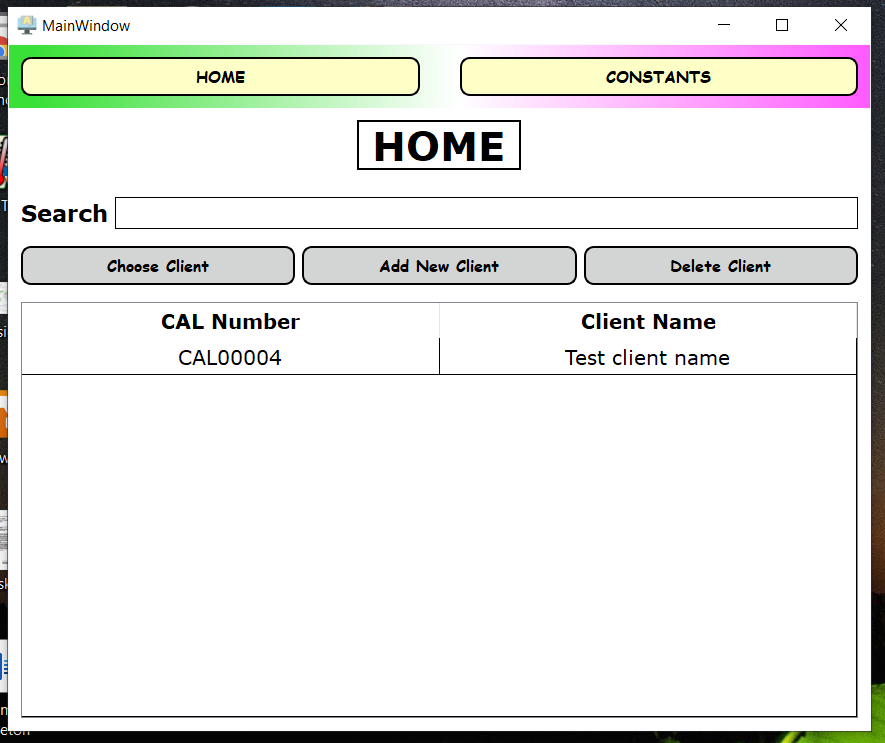 MainWindow
HOME CONSTANTS
HOME
Search
Choose Client Add New Client Delete Client
CAL Number Client Name
CAL00004 Test client name